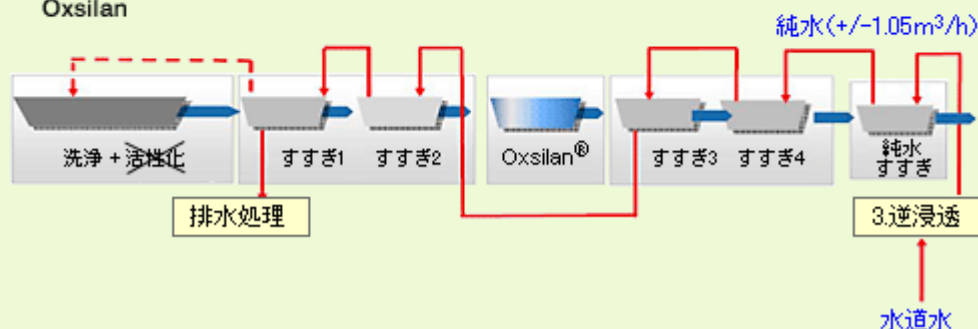 Oxsilan
純水(+/-1.05m³/h)
洗浄 + 活性化
すすぎ1
すすぎ2
Oxsilan®
すすぎ3
すすぎ4
純水
すすぎ
排水処理
3.逆浸透
水道水